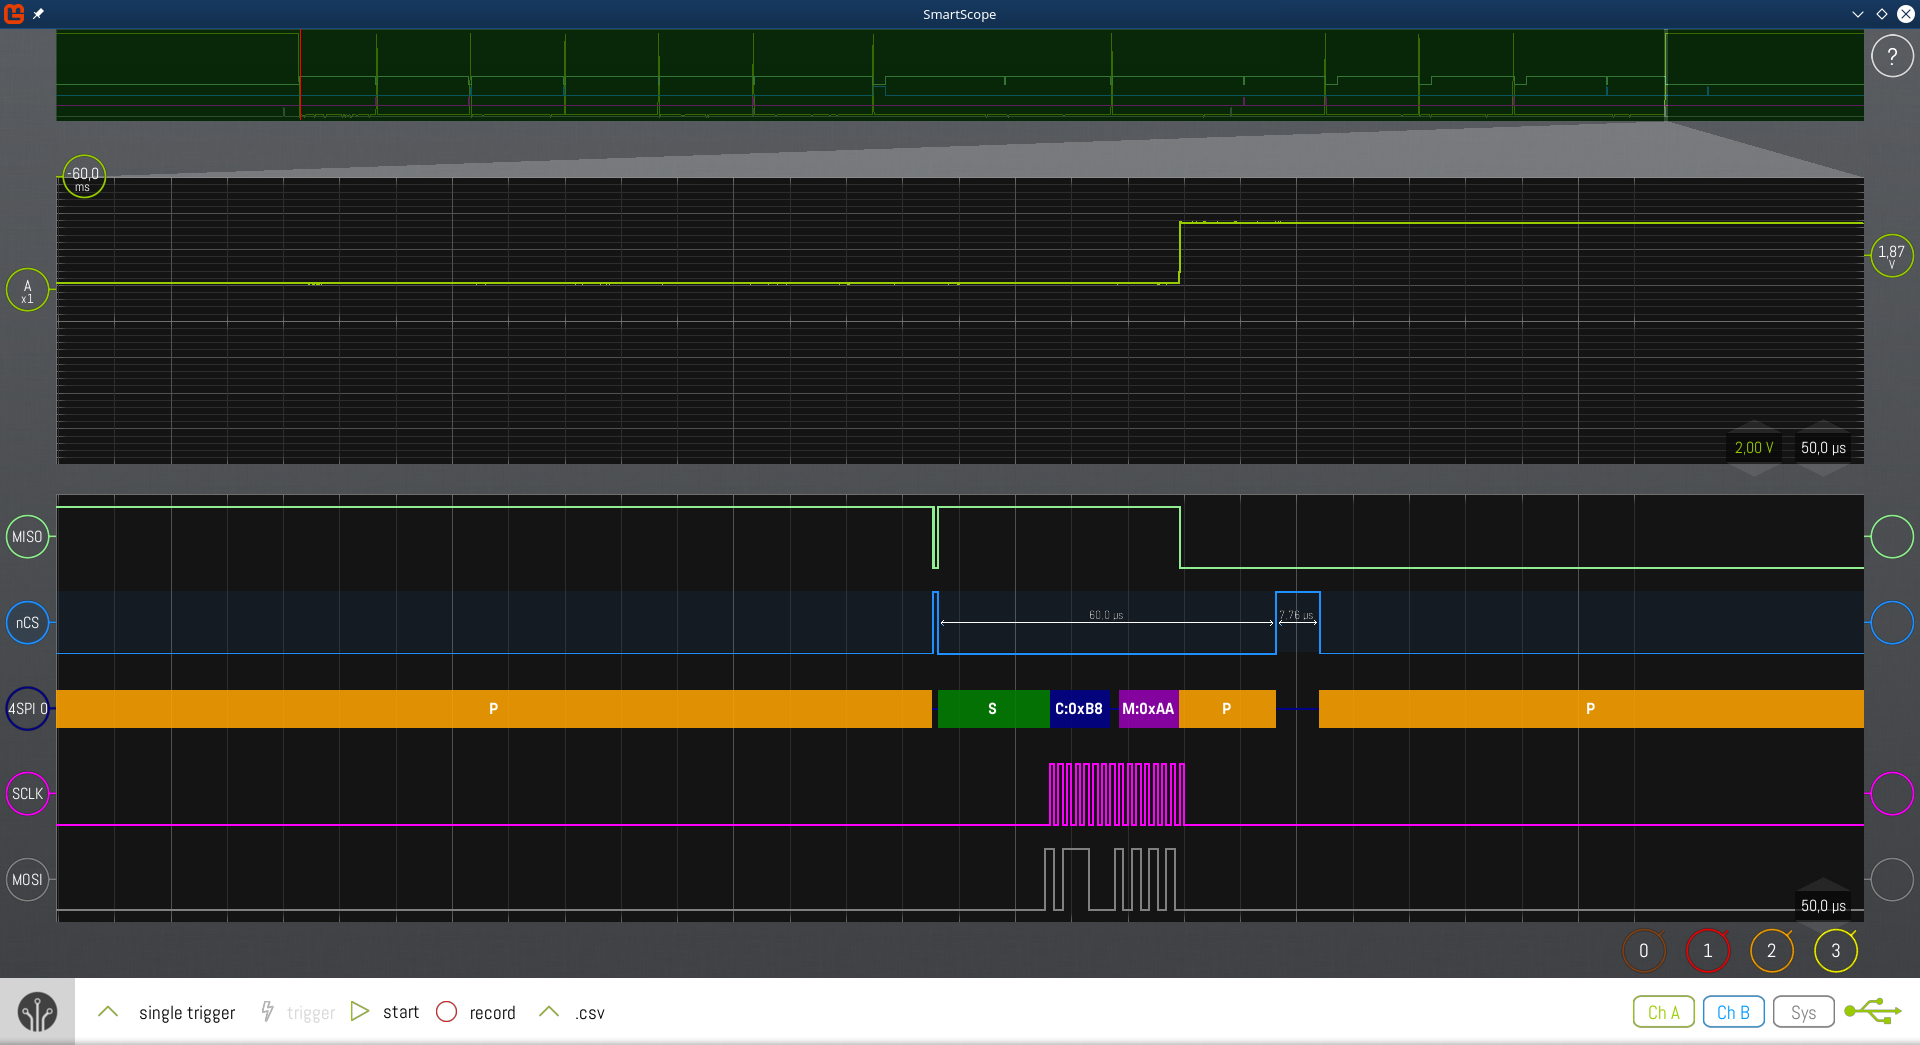 SmartScope
?
-60,0
ms
A
x1
1,87
V
2,00 V
50,0 µs
MISO
nCS
60,0 µs
7,76 µs
4SPI 0
P
S
C:0xB8
M:0xAA
P
P
SCLK
MOSI
50,0 µs
0
1
2
3
single trigger
trigger
start
record
.csv
Ch A
Ch B
Sys